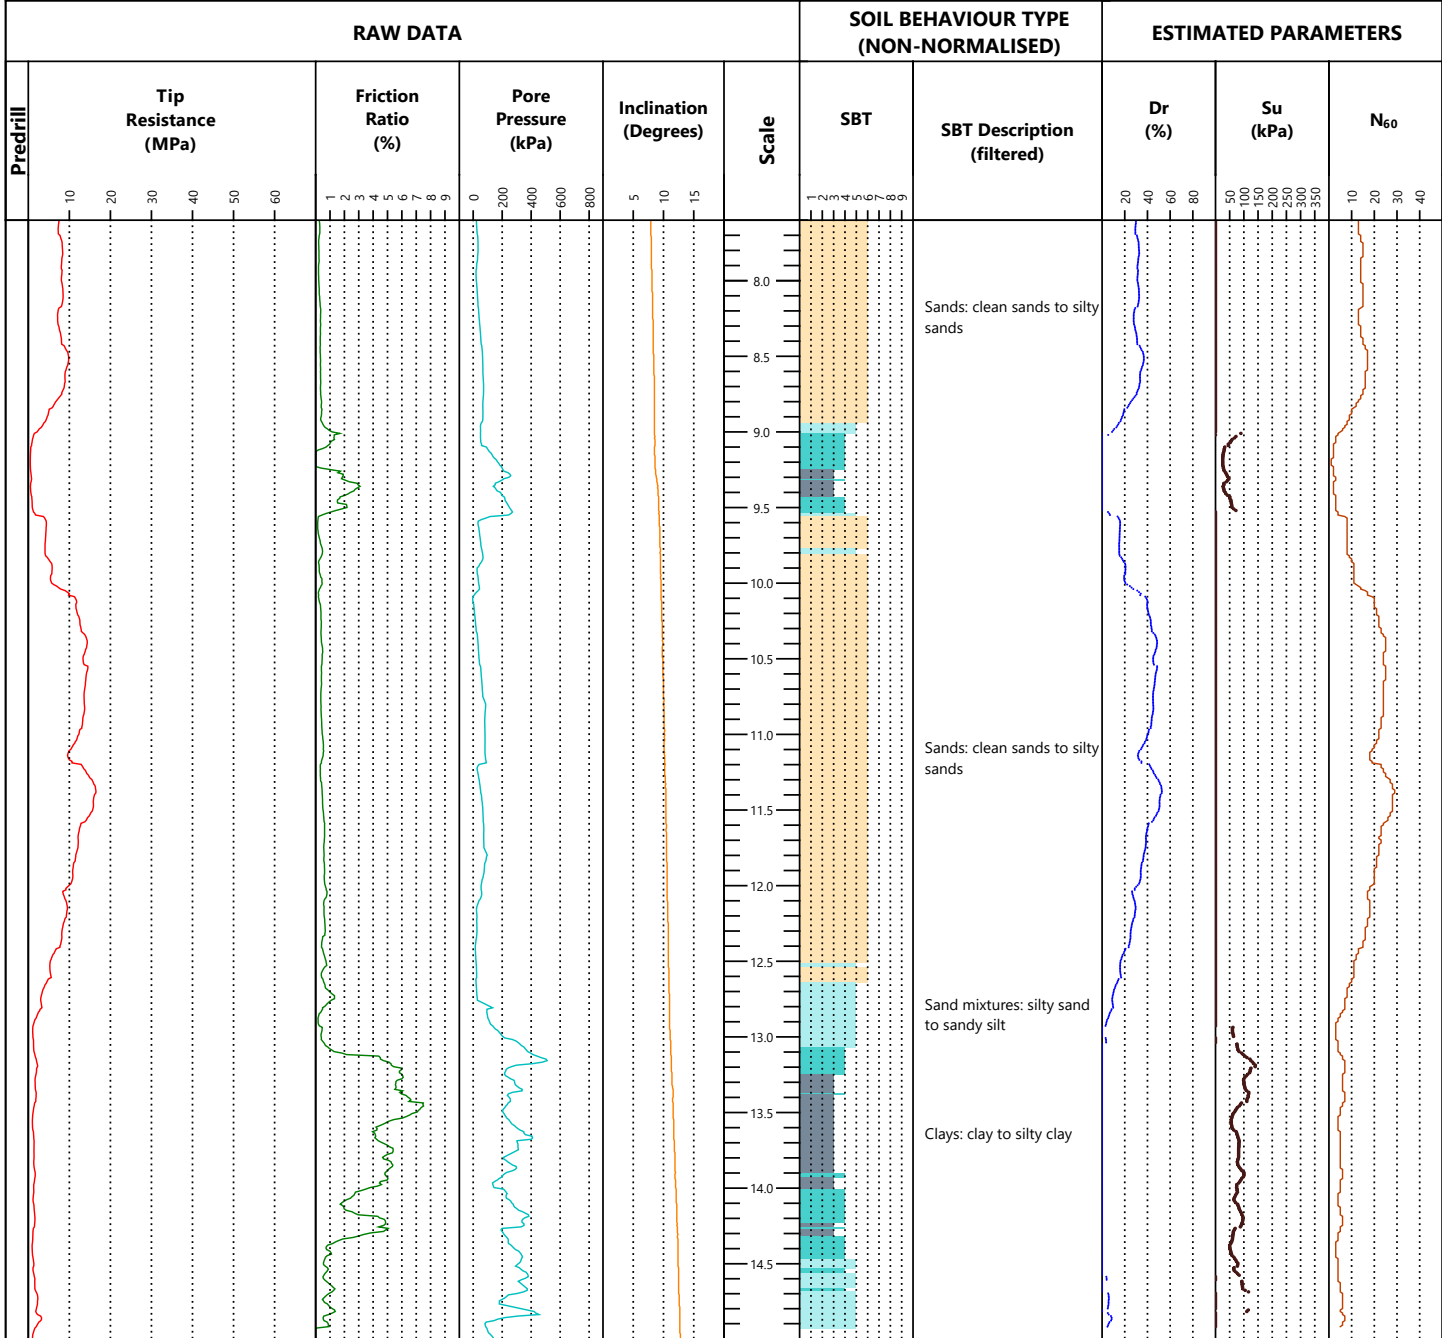 RAW DATA
SOIL BEHAVIOUR TYPE
(NON-NORMALISED)
ESTIMATED PARAMETERS
Predrill
Tip
Resistance
(MPa)
Friction
Ratio
(%)
Pore
Pressure
(kPa)
Inclination
(Degrees)
Scale
SBT
SBT Description
(filtered)
Dr
(%)
Su
(kPa)
N₆₀
10 20 30 40 50 60
1 2 3 4 5 6 7 8 9
0 200 400 600 800
5 10 15
1 2 3 4 5 6 7 8 9
20 40 60 80
50 100 150 200 250 300 350
10 20 30 40
8.0
Sands: clean sands to silty
sands
8.5
9.0
9.5
10.0
10.5
11.0
Sands: clean sands to silty
sands
11.5
12.0
12.5
Sand mixtures: silty sand
to sandy silt
13.0
13.5
Clays: clay to silty clay
14.0
14.5